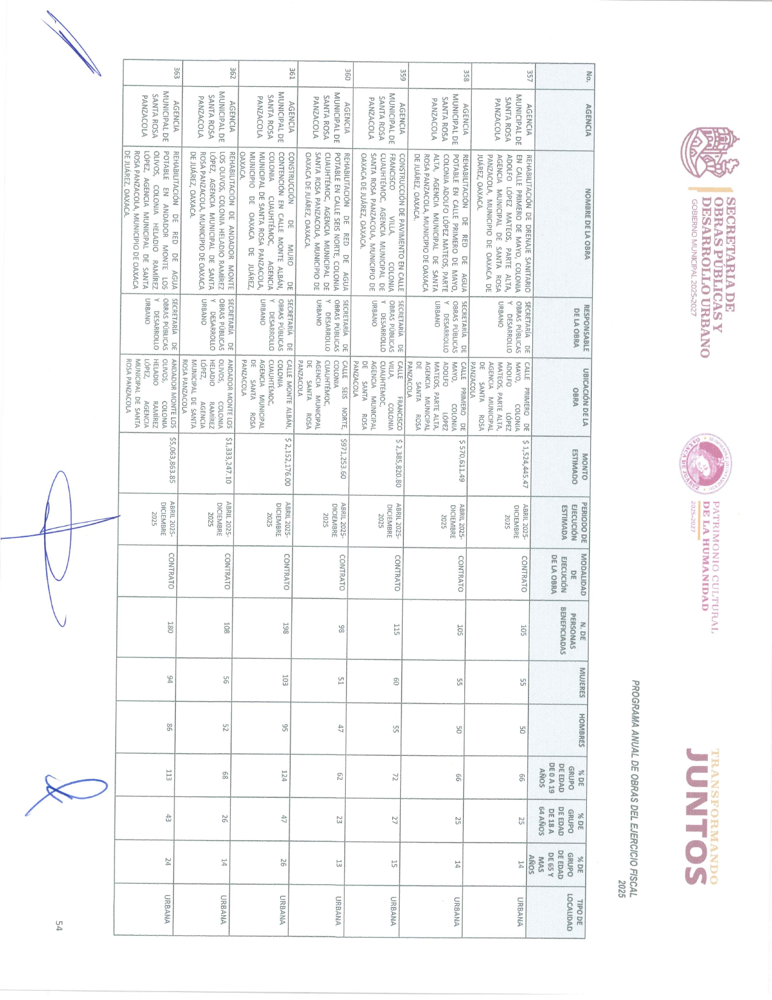 SECRETARÍA DE
OBRAS PÚBLICAS Y
DESARROLLO URBANO
GOBIERNO MUNICIPAL 2025-2027
HONORABLE AYUNTAMIENTO
OAXACA DE JUÁREZ
PATRIMONIO CULTURAL
DE LA HUMANIDAD
2025-2027
TRANSFORMANDO
JUNTOS
PROGRAMA ANUAL DE OBRAS DEL EJERCICIO FISCAL
2025
No.
AGENCIA
NOMBRE DE LA OBRA
RESPONSABLE
DE LA OBRA
UBICACIÓN DE LA
OBRA
MONTO
ESTIMADO
PERIODO DE
EJECUCIÓN
ESTIMADA
MODALIDAD
DE
EJECUCIÓN
DE LA OBRA
N. DE
PERSONAS
BENEFICIADAS
MUJERES
HOMBRES
% DE
GRUPO
DE EDAD
DE 0 A 19
AÑOS
% DE
GRUPO
DE EDAD
DE 18 A
64 AÑOS
% DE
GRUPO
DE EDAD
DE 65 Y
MAS
AÑOS
TIPO DE
LOCALIDAD
357
AGENCIA
MUNICIPAL DE
SANTA ROSA
PANZACOLA
REHABILITACIÓN DE DRENAJE SANITARIO
EN CALLE PRIMERO DE MAYO, COLONIA
ADOLFO LÓPEZ MATEOS, PARTE ALTA,
AGENCIA MUNICIPAL DE SANTA ROSA
PANZACOLA, MUNICIPIO DE OAXACA DE
JUÁREZ, OAXACA.
SECRETARÍA DE
OBRAS PÚBLICAS
Y DESARROLLO
URBANO
CALLE PRIMERO DE
MAYO, COLONIA
ADOLFO LÓPEZ
MATEOS, PARTE ALTA,
AGENCIA MUNICIPAL
DE SANTA ROSA
PANZACOLA
$ 1,524,445.47
ABRIL 2025-
DICIEMBRE
2025
CONTRATO
105
55
50
66
25
14
URBANA
358
AGENCIA
MUNICIPAL DE
SANTA ROSA
PANZACOLA
REHABILITACIÓN DE RED DE AGUA
POTABLE EN CALLE PRIMERO DE MAYO,
COLONIA ADOLFO LÓPEZ MATEOS, PARTE
ALTA, AGENCIA MUNICIPAL DE SANTA
ROSA PANZACOLA, MUNICIPIO DE OAXACA
DE JUÁREZ, OAXACA.
SECRETARÍA DE
OBRAS PÚBLICAS
Y DESARROLLO
URBANO
CALLE PRIMERO DE
MAYO, COLONIA
ADOLFO LÓPEZ
MATEOS, PARTE ALTA,
AGENCIA MUNICIPAL
DE SANTA ROSA
PANZACOLA
$ 570,611.49
ABRIL 2025-
DICIEMBRE
2025
CONTRATO
105
55
50
66
25
14
URBANA
359
AGENCIA
MUNICIPAL DE
SANTA ROSA
PANZACOLA
CONSTRUCCIÓN DE PAVIMENTO EN CALLE
FRANCISCO VILLA, COLONIA
CUAUHTÉMOC, AGENCIA MUNICIPAL DE
SANTA ROSA PANZACOLA, MUNICIPIO DE
OAXACA DE JUÁREZ, OAXACA.
SECRETARÍA DE
OBRAS PÚBLICAS
Y DESARROLLO
URBANO
CALLE FRANCISCO
VILLA, COLONIA
CUAUHTEMOC,
AGENCIA MUNICIPAL
DE SANTA ROSA
PANZACOLA
$ 2,385,820.80
ABRIL 2025-
DICIEMBRE
2025
CONTRATO
115
60
55
72
27
15
URBANA
360
AGENCIA
MUNICIPAL DE
SANTA ROSA
PANZACOLA
REHABILITACIÓN DE RED DE AGUA
POTABLE EN CALLE SEIS NORTE, COLONIA
CUAUHTÉMOC, AGENCIA MUNICIPAL DE
SANTA ROSA PANZACOLA, MUNICIPIO DE
OAXACA DE JUÁREZ, OAXACA.
SECRETARÍA DE
OBRAS PÚBLICAS
Y DESARROLLO
URBANO
CALLE SEIS NORTE,
COLONIA
CUAUHTÉMOC,
AGENCIA MUNICIPAL
DE SANTA ROSA
PANZACOLA
$971,253.60
ABRIL 2025-
DICIEMBRE
2025
CONTRATO
98
51
47
62
23
13
URBANA
361
AGENCIA
MUNICIPAL DE
SANTA ROSA
PANZACOLA
CONSTRUCCIÓN DE MURO DE
CONTENCIÓN EN CALLE MONTE ALBÁN,
COLONIA CUAUHTÉMOC, AGENCIA
MUNICIPAL DE SANTA ROSA PANZACOLA,
MUNICIPIO DE OAXACA DE JUÁREZ,
OAXACA.
SECRETARÍA DE
OBRAS PÚBLICAS
Y DESARROLLO
URBANO
CALLE MONTE ALBÁN,
COLONIA
CUAUHTÉMOC,
AGENCIA MUNICIPAL
DE SANTA ROSA
PANZACOLA
$ 2,152,176.00
ABRIL 2025-
DICIEMBRE
2025
CONTRATO
198
103
95
124
47
26
URBANA
362
AGENCIA
MUNICIPAL DE
SANTA ROSA
PANZACOLA
REHABILITACIÓN DE ANDADOR MONTE
LOS OLIVOS, COLONIA HELADIO RAMÍREZ
LÓPEZ, AGENCIA MUNICIPAL DE SANTA
ROSA PANZACOLA, MUNICIPIO DE OAXACA
DE JUÁREZ, OAXACA.
SECRETARÍA DE
OBRAS PÚBLICAS
Y DESARROLLO
URBANO
ANDADOR MONTE LOS
OLIVOS, COLONIA
HELADIO RAMÍREZ
LÓPEZ, AGENCIA
MUNICIPAL DE SANTA
ROSA PANZACOLA
$1,333,247.10
ABRIL 2025-
DICIEMBRE
2025
CONTRATO
108
56
52
68
26
14
URBANA
363
AGENCIA
MUNICIPAL DE
SANTA ROSA
PANZACOLA
REHABILITACIÓN DE RED DE AGUA
POTABLE EN ANDADOR MONTE LOS
OLIVOS, COLONIA HELADIO RAMÍREZ
LÓPEZ, AGENCIA MUNICIPAL DE SANTA
ROSA PANZACOLA, MUNICIPIO DE OAXACA
DE JUÁREZ, OAXACA.
SECRETARÍA DE
OBRAS PÚBLICAS
Y DESARROLLO
URBANO
ANDADOR MONTE LOS
OLIVOS, COLONIA
HELADIO RAMÍREZ
LÓPEZ, AGENCIA
MUNICIPAL DE SANTA
ROSA PANZACOLA
$5,063,863.85
ABRIL 2025-
DICIEMBRE
2025
CONTRATO
180
94
86
113
43
24
URBANA
54